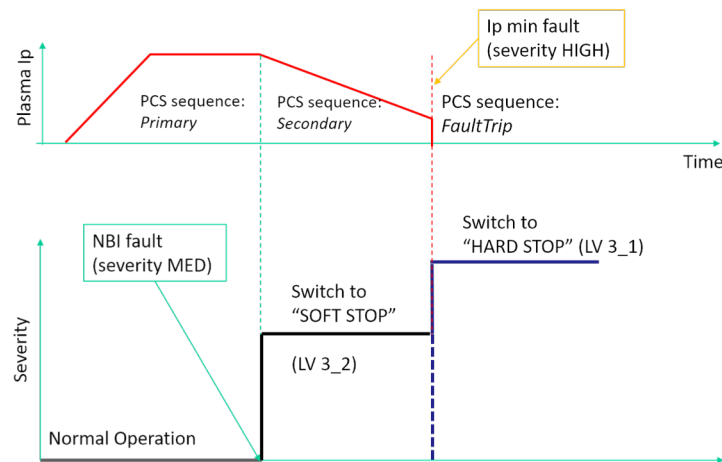 Ip min fault
(severity HIGH)
Plasma Ip
PCS sequence:
Primary
PCS sequence:
Secondary
PCS sequence:
FaultTrip
Time
NBI fault
(severity MED)
Switch to
“HARD STOP” (LV 3_1)
Switch to
“SOFT STOP”
(LV 3_2)
Severity
Normal Operation